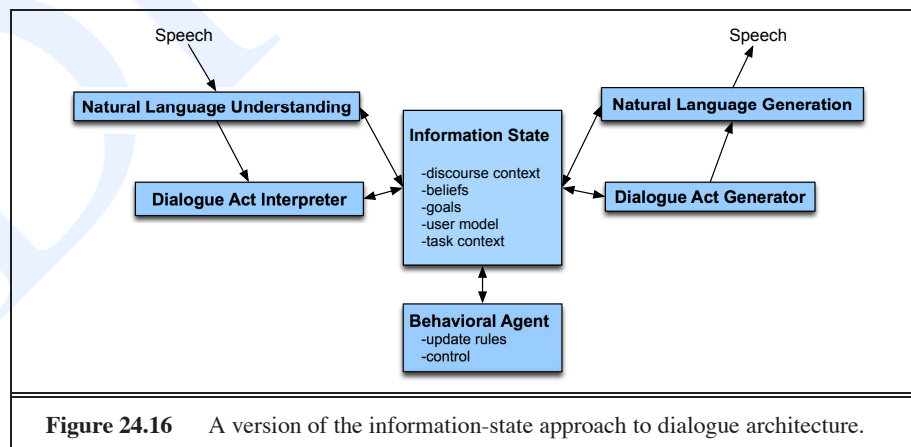 Speech
Speech
Natural Language Understanding
Natural Language Generation
Information State
-discourse context
-beliefs
-goals
-user model
-task context
Dialogue Act Interpreter
Dialogue Act Generator
Behavioral Agent
-update rules
-control
Figure 24.16 A version of the information-state approach to dialogue architecture.